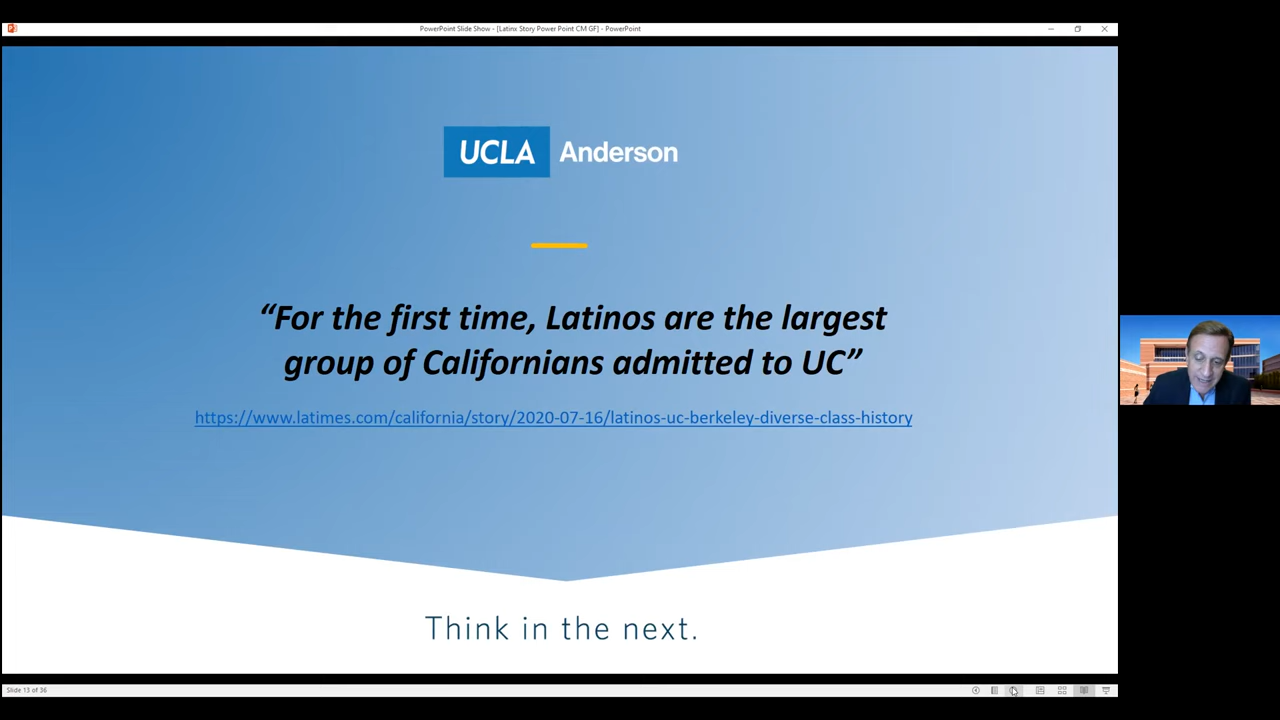 PowerPoint Slide Show - [Latinx Story Power Point CM GF] - PowerPoint
UCLA Anderson
“For the first time, Latinos are the largest
group of Californians admitted to UC”
https://www.latimes.com/california/story/2020-07-16/latinos-uc-berkeley-diverse-class-history
Think in the next.
Slide 13 of 36